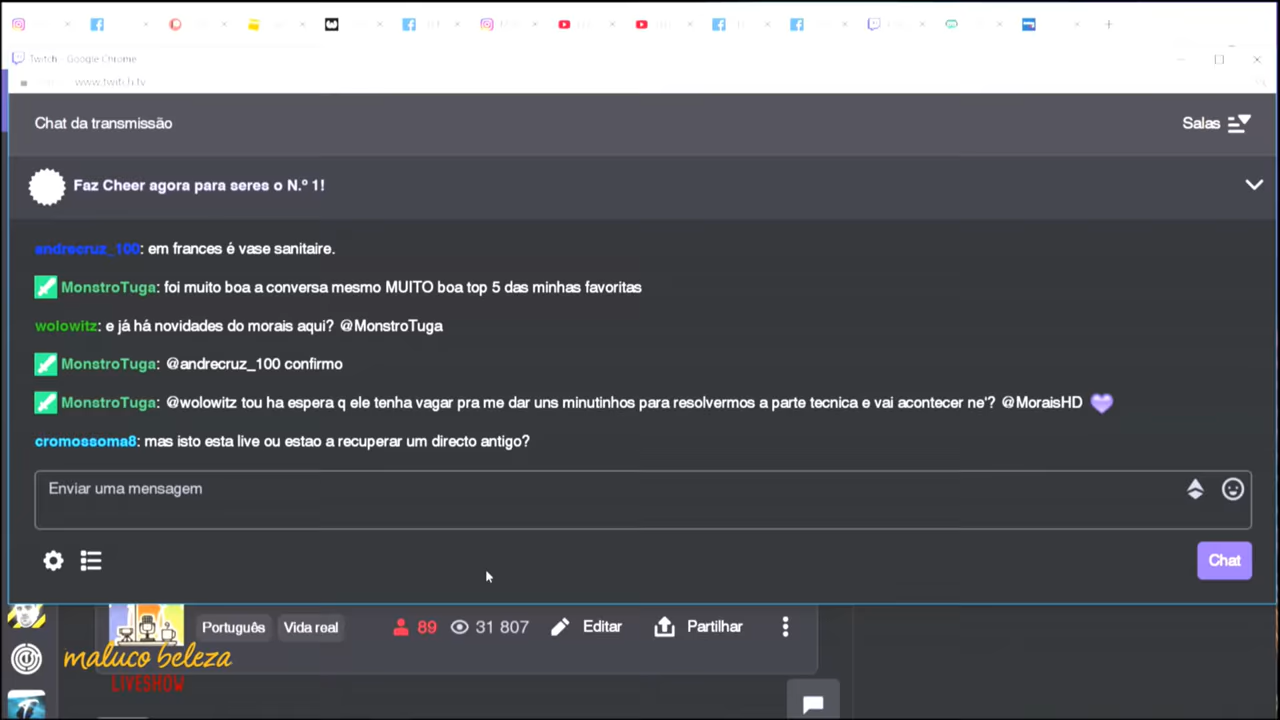 Twitch - Google Chrome
www.twitch.tv
Chat da transmissão
Salas
Faz Cheer agora para seres o N.º 1!
andrecruz_100: em frances é vase sanitaire.
MonstroTuga: foi muito boa a conversa mesmo MUITO boa top 5 das minhas favoritas
wolowitz: e já há novidades do morais aqui? @MonstroTuga
MonstroTuga: @andrecruz_100 confirmo
MonstroTuga: @wolowitz tou ha espera q ele tenha vagar pra me dar uns minutinhos para resolvermos a parte tecnica e vai acontecer ne'? @MoraisHD
cromossoma8: mas isto esta live ou estao a recuperar um directo antigo?
Enviar uma mensagem
Chat
Português Vida real 89 31 807 Editar Partilhar
maluco beleza
LIVESHOW